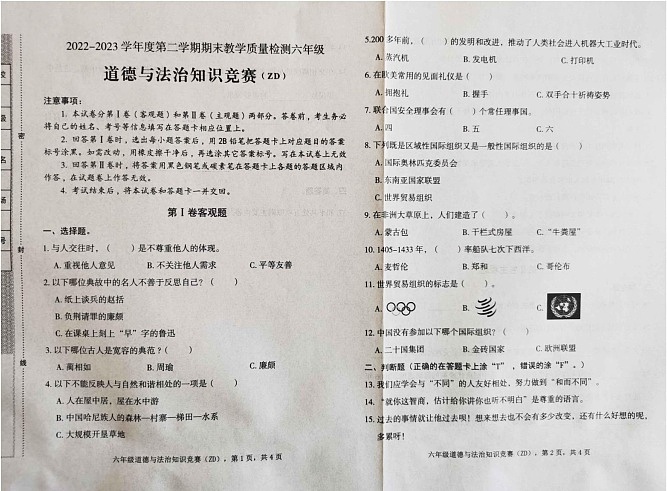 2022-2023 学年度第二学期期末教学质量检测六年级
道德与法治知识竞赛(ZD)
注意事项:
1. 本试卷分第Ⅰ卷(客观题)和第Ⅱ卷(主观题)两部分。答卷前,考生务必
将自己的姓名、考号等信息填写在答题卡相应位置上。
2. 回答第Ⅰ卷时,选出每小题答案后,用 2B 铅笔把答题卡上对应题目的答案
标号涂黑。如需改动,用橡皮擦干净后,再选涂其它答案标号。写在本试卷上无效
3. 回答第Ⅱ卷时,将答案用黑色钢笔或碳素笔在答题卡上各题的答题区域内
作答,在试题卷上作答无效。
4. 考试结束后,将本试卷和答题卡一并交回。
第Ⅰ卷客观题
一、选择题。
1. 与人交往时,( )是不尊重他人的体现。
A. 重视他人意见 B. 不关注他人需求 C. 平等友善
2. 以下哪位典故中的名人不善于反思自己?( )
A. 纸上谈兵的赵括
B. 负荆请罪的廉颇
C. 在课桌上刻上“早”字的鲁迅
3. 以下哪位古人是宽容的典范?( )
A. 蔺相如 B. 周瑜 C. 廉颇
4. 以下不能反映人与自然和谐相处的一项是( )
A. 人在屋中居,屋在水中游
B. 中国哈尼族人的森林—村寨—梯田—水系
C. 大规模开垦草地
六年级道德与法治知识竞赛(ZD),第 1 页,共 4 页
密
封
线
级
名
场
号
5.200 多年前,( )的发明和改进,推动了人类社会进入机器大工业时代。
A. 蒸汽机 B. 发电机 C. 打印机
6. 在欧美常用的见面礼仪是( )
A. 拥抱礼 B. 握手 C. 双手合十祈祷姿势
7. 联合国安全理事会有( )个常任理事国。
A. 四 B. 五 C. 六
8. 下列既是区域性国际组织又是一般性国际组织的是( )
A. 国际奥林匹克委员会
B. 东南亚国家联盟
C. 世界贸易组织
9. 在非洲大草原上,人们建造了( )。
A. 蒙古包 B. 干栏式房屋 C. “牛粪屋”
10. 1405-1433 年,( )率船队七次下西洋。
A. 麦哲伦 B. 郑和 C. 哥伦布
11. 世界贸易组织的标志是( )。
A. B. C.
12. 中国没有参加以下哪个国际组织?( )
A. 二十国集团 B. 金砖国家 C. 欧洲联盟
二、判断题(正确的在答题卡上涂“T”,错误的涂“F”。)
13. 我们应学会与“不同”的人友好相处,努力做到“和而不同”。
14. “就你这智商,估计给你讲你也听不明白”是尊重的语言。
15. 过去的事情就让他过去呗!想来想去也不会有多少改变,还有什么好想的呢,
多累呀!
六年级道德与法治知识竞赛(ZD),第 2 页,共 4 页